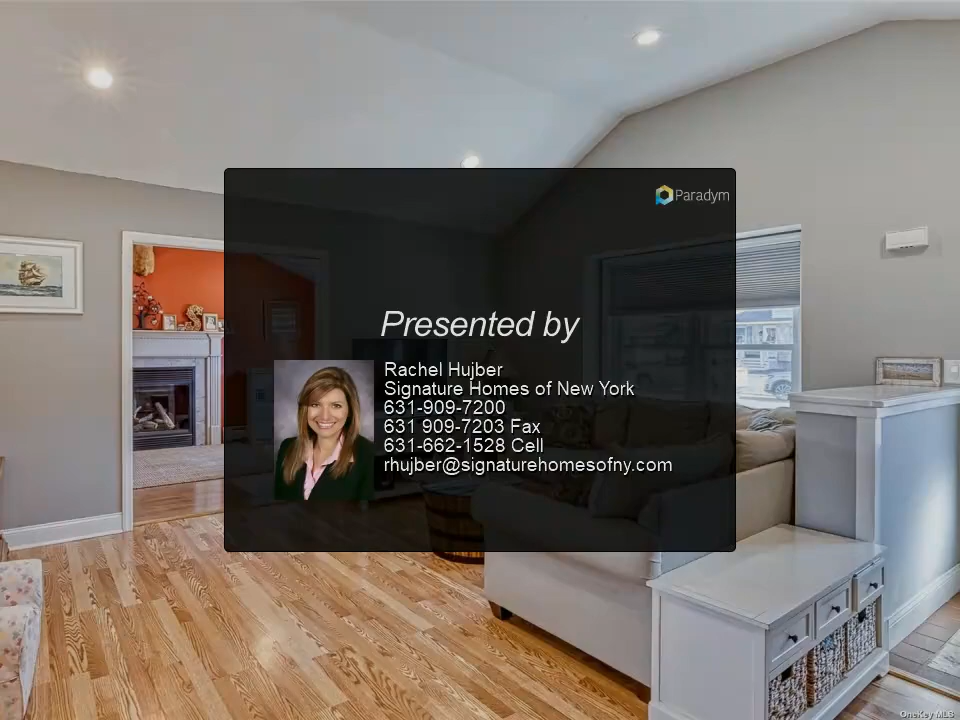 Paradym
Presented by
Rachel Hujber
Signature Homes of New York
631-909-7200
631 909-7203 Fax
631-662-1528 Cell
rhujber@signaturehomesofny.com
OneKey MLS